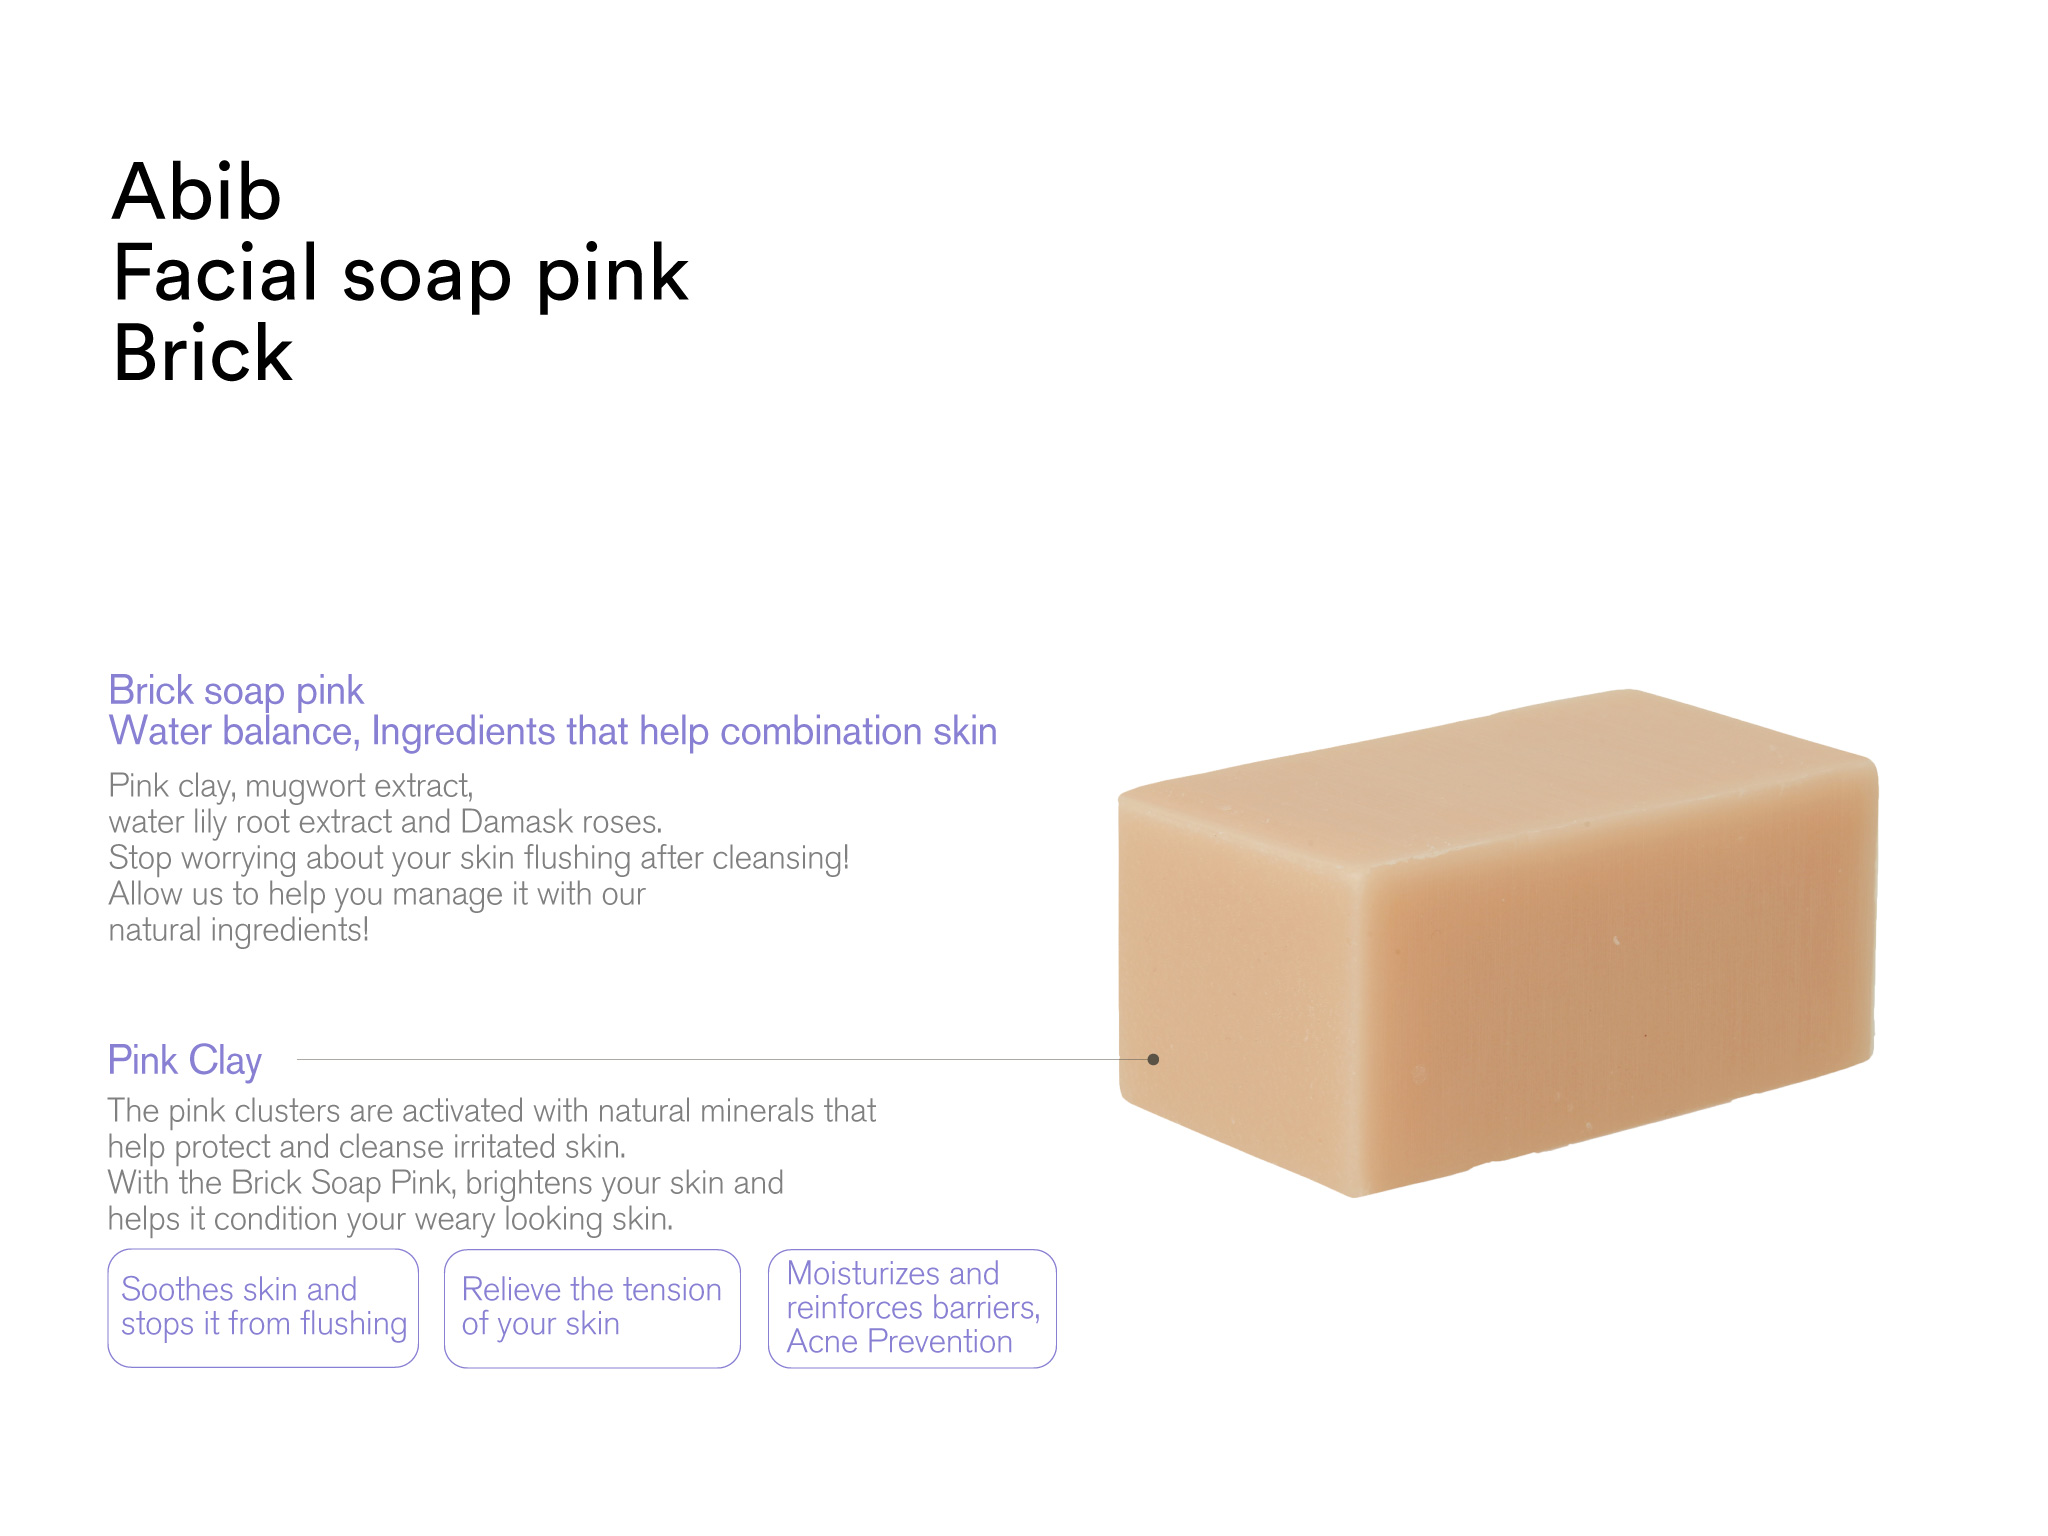 Abib
Facial soap pink
Brick
Brick soap pink
Water balance, Ingredients that help combination skin
Pink clay, mugwort extract,
water lily root extract and Damask roses.
Stop worrying about your skin flushing after cleansing!
Allow us to help you manage it with our
natural ingredients!
Pink Clay
The pink clusters are activated with natural minerals that
help protect and cleanse irritated skin.
With the Brick Soap Pink, brightens your skin and
helps it condition your weary looking skin.
Soothes skin and
stops it from flushing
Relieve the tension
of your skin
Moisturizes and
reinforces barriers,
Acne Prevention